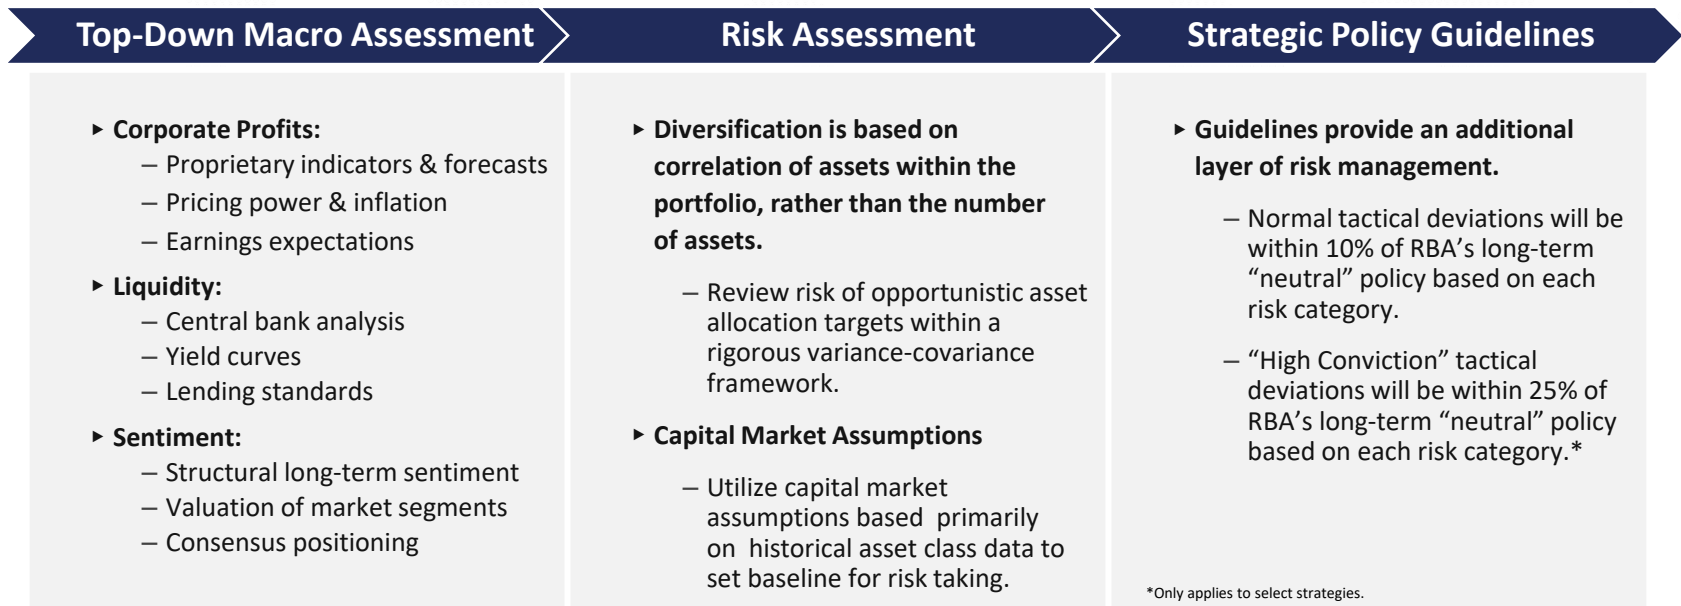 Top-Down Macro Assessment
Risk Assessment
Strategic Policy Guidelines
▸ Corporate Profits:
– Proprietary indicators & forecasts
– Pricing power & inflation
– Earnings expectations
▸ Liquidity:
– Central bank analysis
– Yield curves
– Lending standards
▸ Sentiment:
– Structural long-term sentiment
– Valuation of market segments
– Consensus positioning
▸ Diversification is based on
correlation of assets within the
portfolio, rather than the number
of assets.
– Review risk of opportunistic asset
allocation targets within a
rigorous variance-covariance
framework.
▸ Capital Market Assumptions
– Utilize capital market
assumptions based primarily
on historical asset class data to
set baseline for risk taking.
▸ Guidelines provide an additional
layer of risk management.
– Normal tactical deviations will be
within 10% of RBA’s long-term
“neutral” policy based on each
risk category.
– “High Conviction” tactical
deviations will be within 25% of
RBA’s long-term “neutral” policy
based on each risk category.*
*Only applies to select strategies.